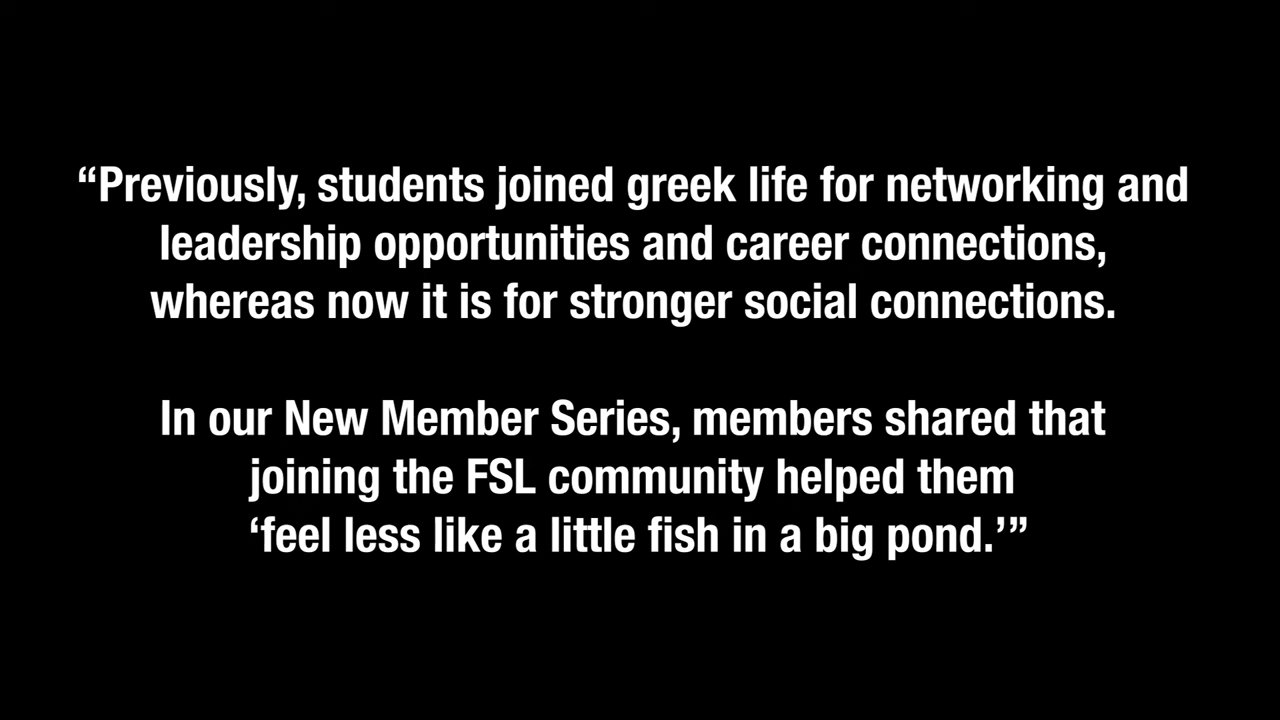 “Previously, students joined greek life for networking and
leadership opportunities and career connections,
whereas now it is for stronger social connections.
In our New Member Series, members shared that
joining the FSL community helped them
‘feel less like a little fish in a big pond.’”